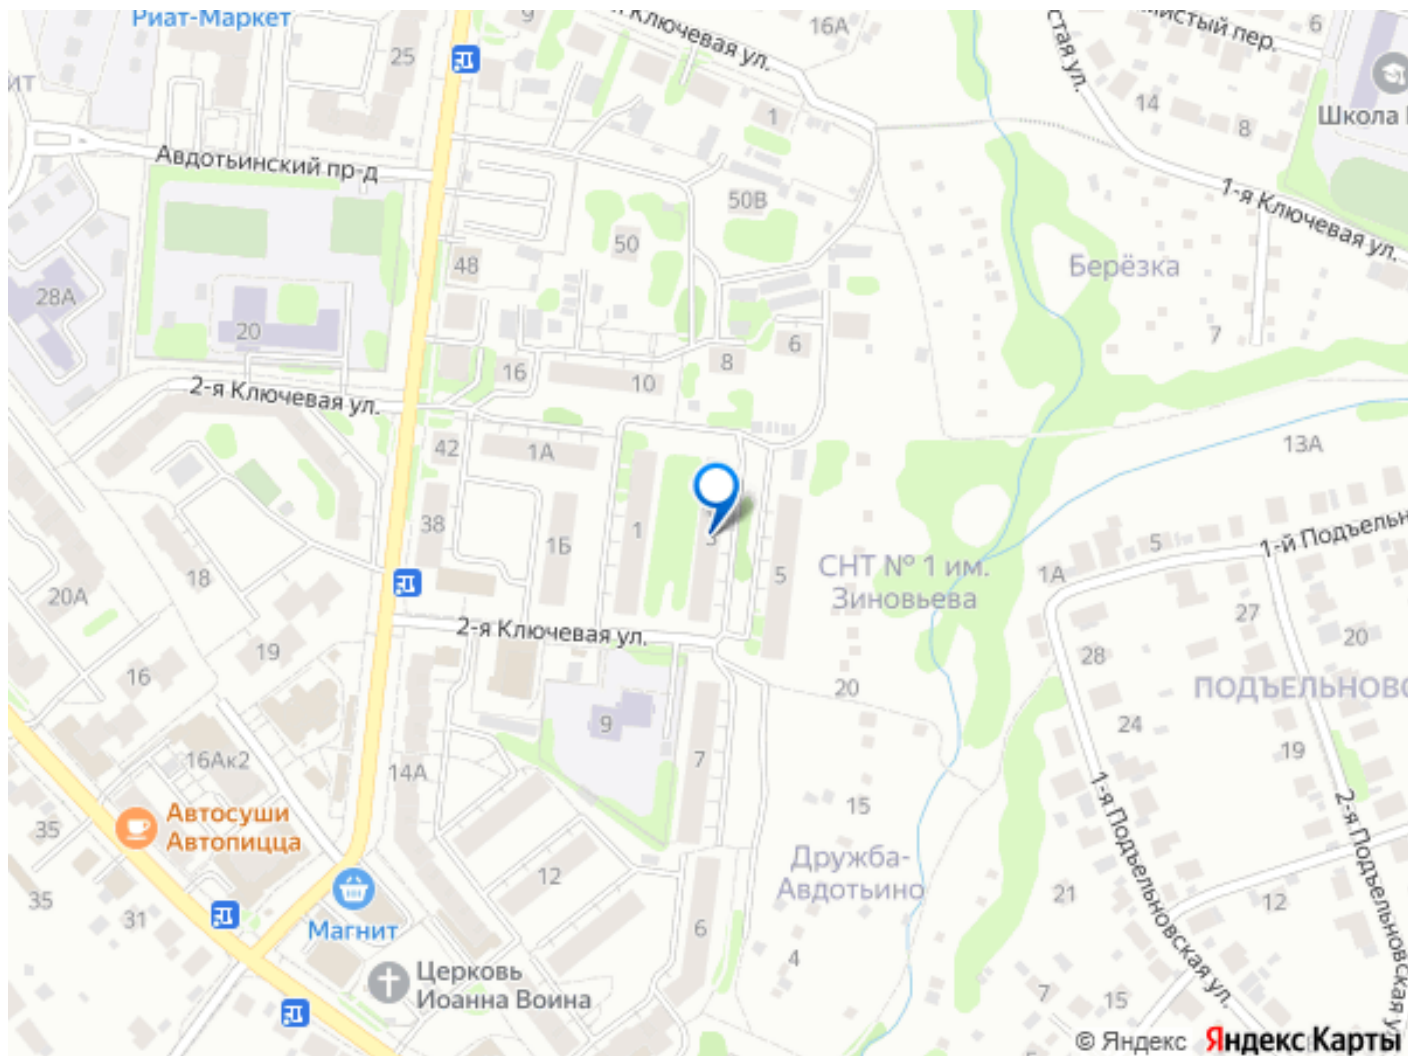 Риат-Маркет
9
я Ключевая ул.
16А
истый пер.
6
стая ул.
25
ит
Школа
14
8
1
Авдотьинский пр-д
1-я Ключевая ул.
50В
50
48
Берёзка
28А
20
7
6
8
16
10
2-я Ключевая ул.
42
1А
13А
38
1Б
1
3
5
СНТ № 1 им.
Зиновьева
1-й Подъельн
5
1А
18
20А
27
20
2-я Ключевая ул.
19
16
28
20
ПОДЪЕЛЬНОВС
9
24
19
7
16Ак2
14А
1-я Подъельновская ул.
2-я Подъельновская у
Автосуши
Автопицца
35
15
Дружба-
Авдотьино
12
21
12
35
31
Магнит
6
4
Церковь
Иоанна Воина
7
15
© Яндекс Яндекс Карты